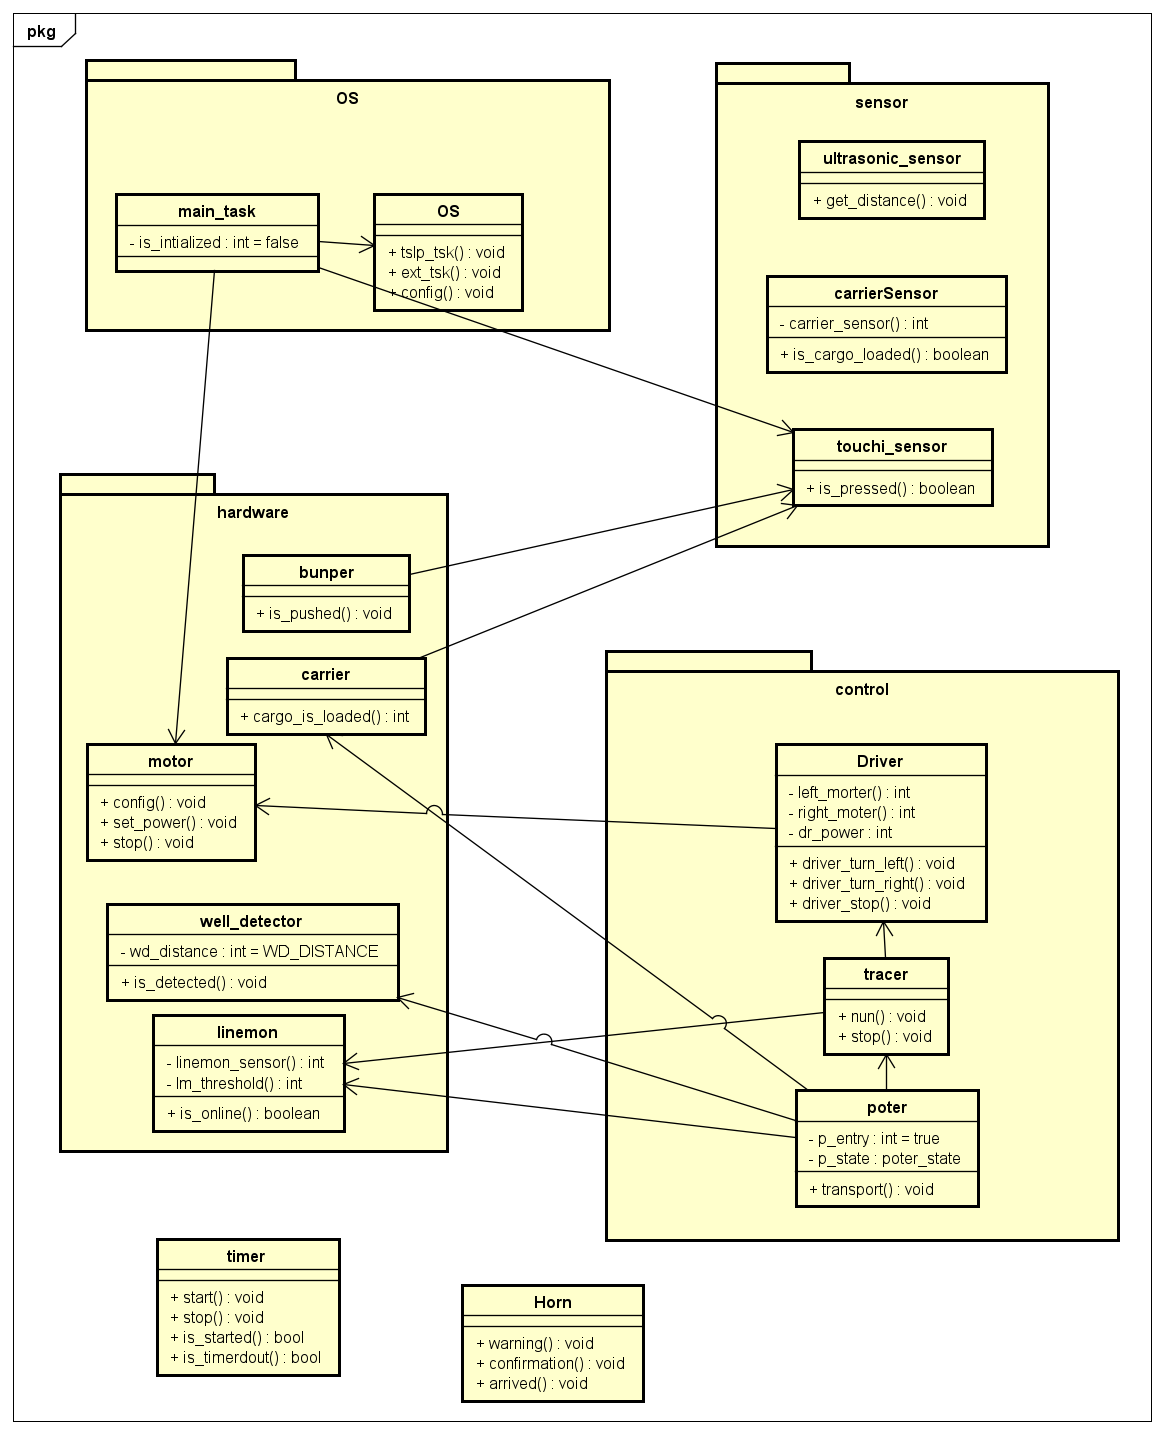 pkg
OS
main_task
- is_intialized : int = false
OS
+ tslp_tsk() : void
+ ext_tsk() : void
+ config() : void
sensor
ultrasonic_sensor
+ get_distance() : void
carrierSensor
- carrier_sensor() : int
+ is_cargo_loaded() : boolean
touchi_sensor
+ is_pressed() : boolean
hardware
bunper
+ is_pushed() : void
carrier
+ cargo_is_loaded() : int
motor
+ config() : void
+ set_power() : void
+ stop() : void
well_detector
- wd_distance : int = WD_DISTANCE
+ is_detected() : void
linemon
- linemon_sensor() : int
- lm_threshold() : int
+ is_online() : boolean
control
Driver
- left_morter() : int
- right_moter() : int
- dr_power : int
+ driver_turn_left() : void
+ driver_turn_right() : void
+ driver_stop() : void
tracer
+ nun() : void
+ stop() : void
poter
- p_entry : int = true
- p_state : poter_state
+ transport() : void
timer
+ start() : void
+ stop() : void
+ is_started() : bool
+ is_timerdout() : bool
Horn
+ warning() : void
+ confirmation() : void
+ arrived() : void